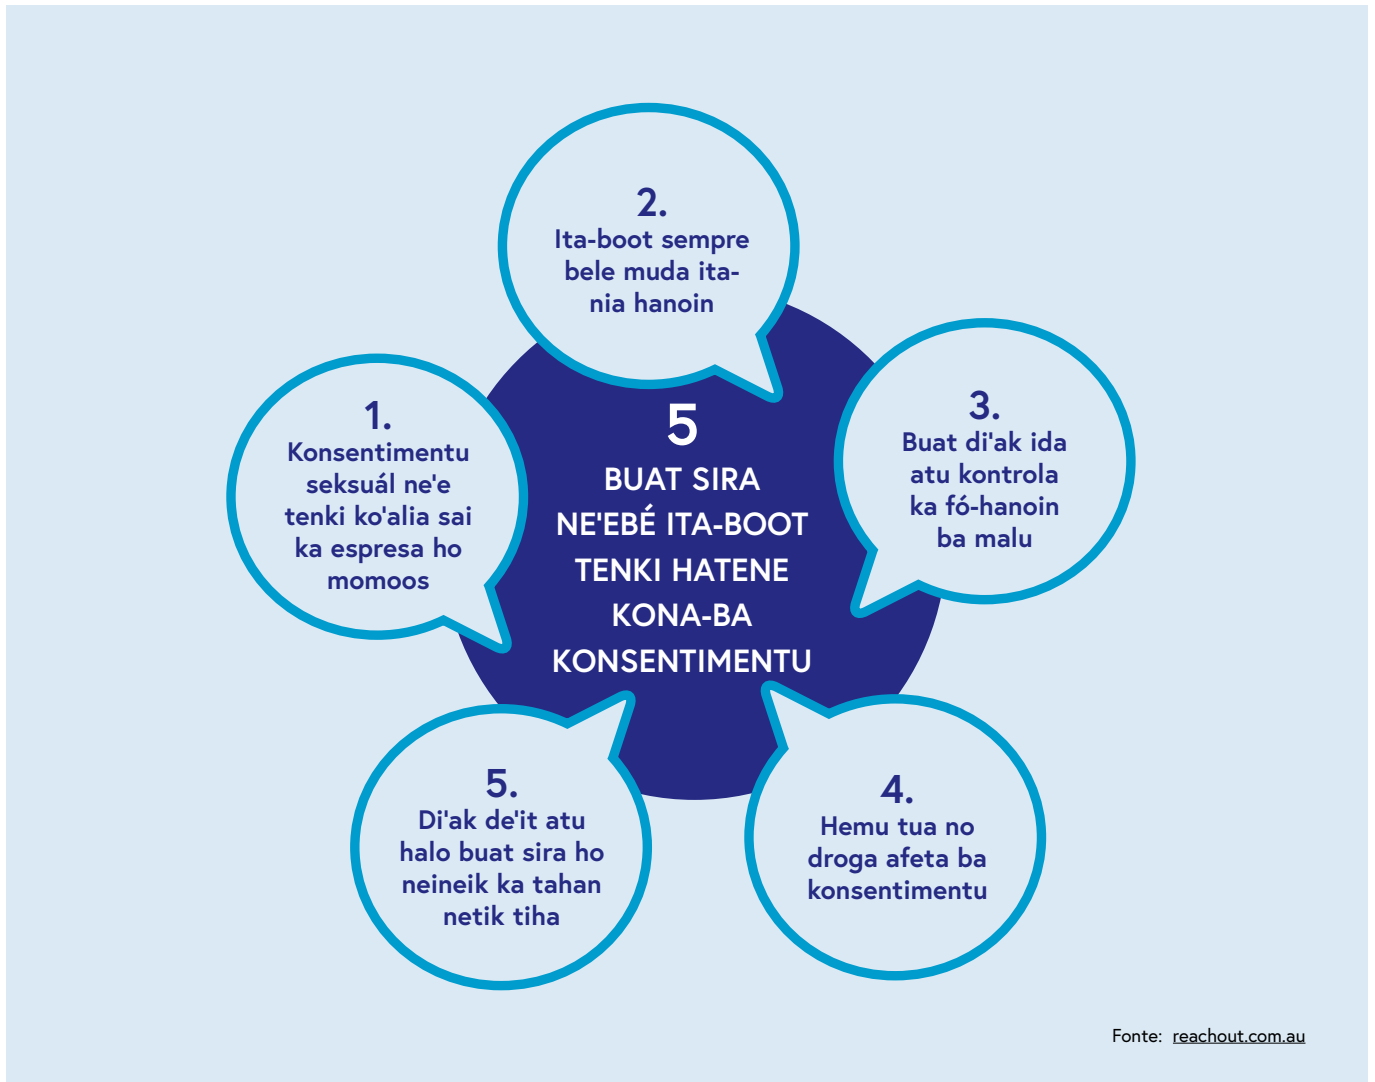 5
BUAT SIRA
NE'EBÉ ITA-BOOT
TENKI HATENE
KONA-BA
KONSENTIMENTU
1.
Konsentimentu
seksuál ne'e
tenki ko'alia sai
ka espresa ho
momoos
2.
Ita-boot sempre
bele muda ita-
nia hanoin
3.
Buat di'ak ida
atu kontrola
ka fó-hanoin
ba malu
4.
Hemu tua no
droga afeta ba
konsentimentu
5.
Di'ak de'it atu
halo buat sira ho
neineik ka tahan
netik tiha
Fonte: reachout.com.au